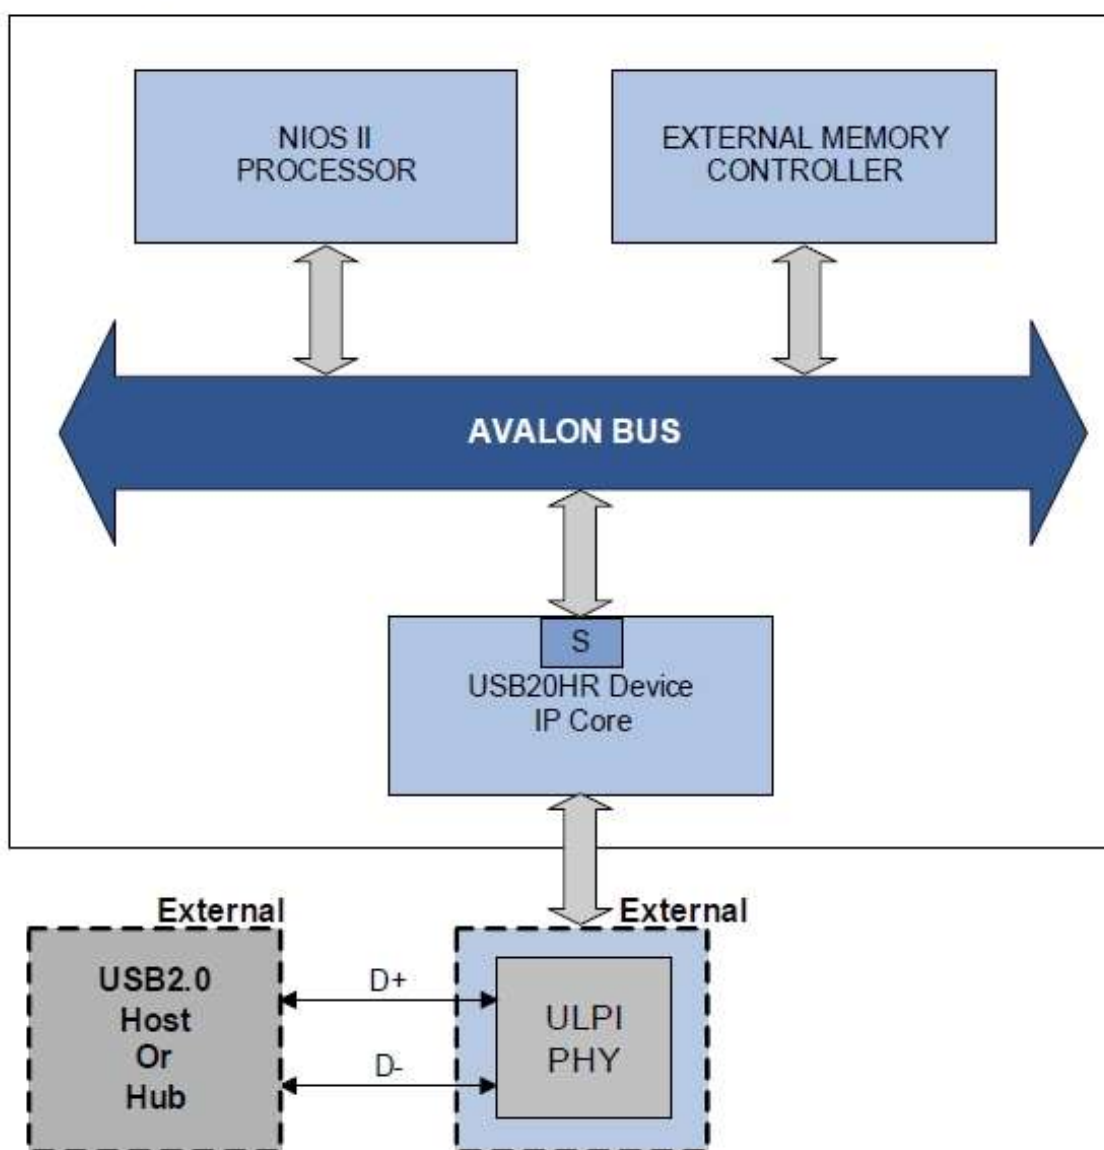 NIOS II
PROCESSOR
EXTERNAL MEMORY
CONTROLLER
AVALON BUS
S
USB20HR Device
IP Core
External
External
USB2.0
Host
Or
Hub
D+
D-
ULPI
PHY